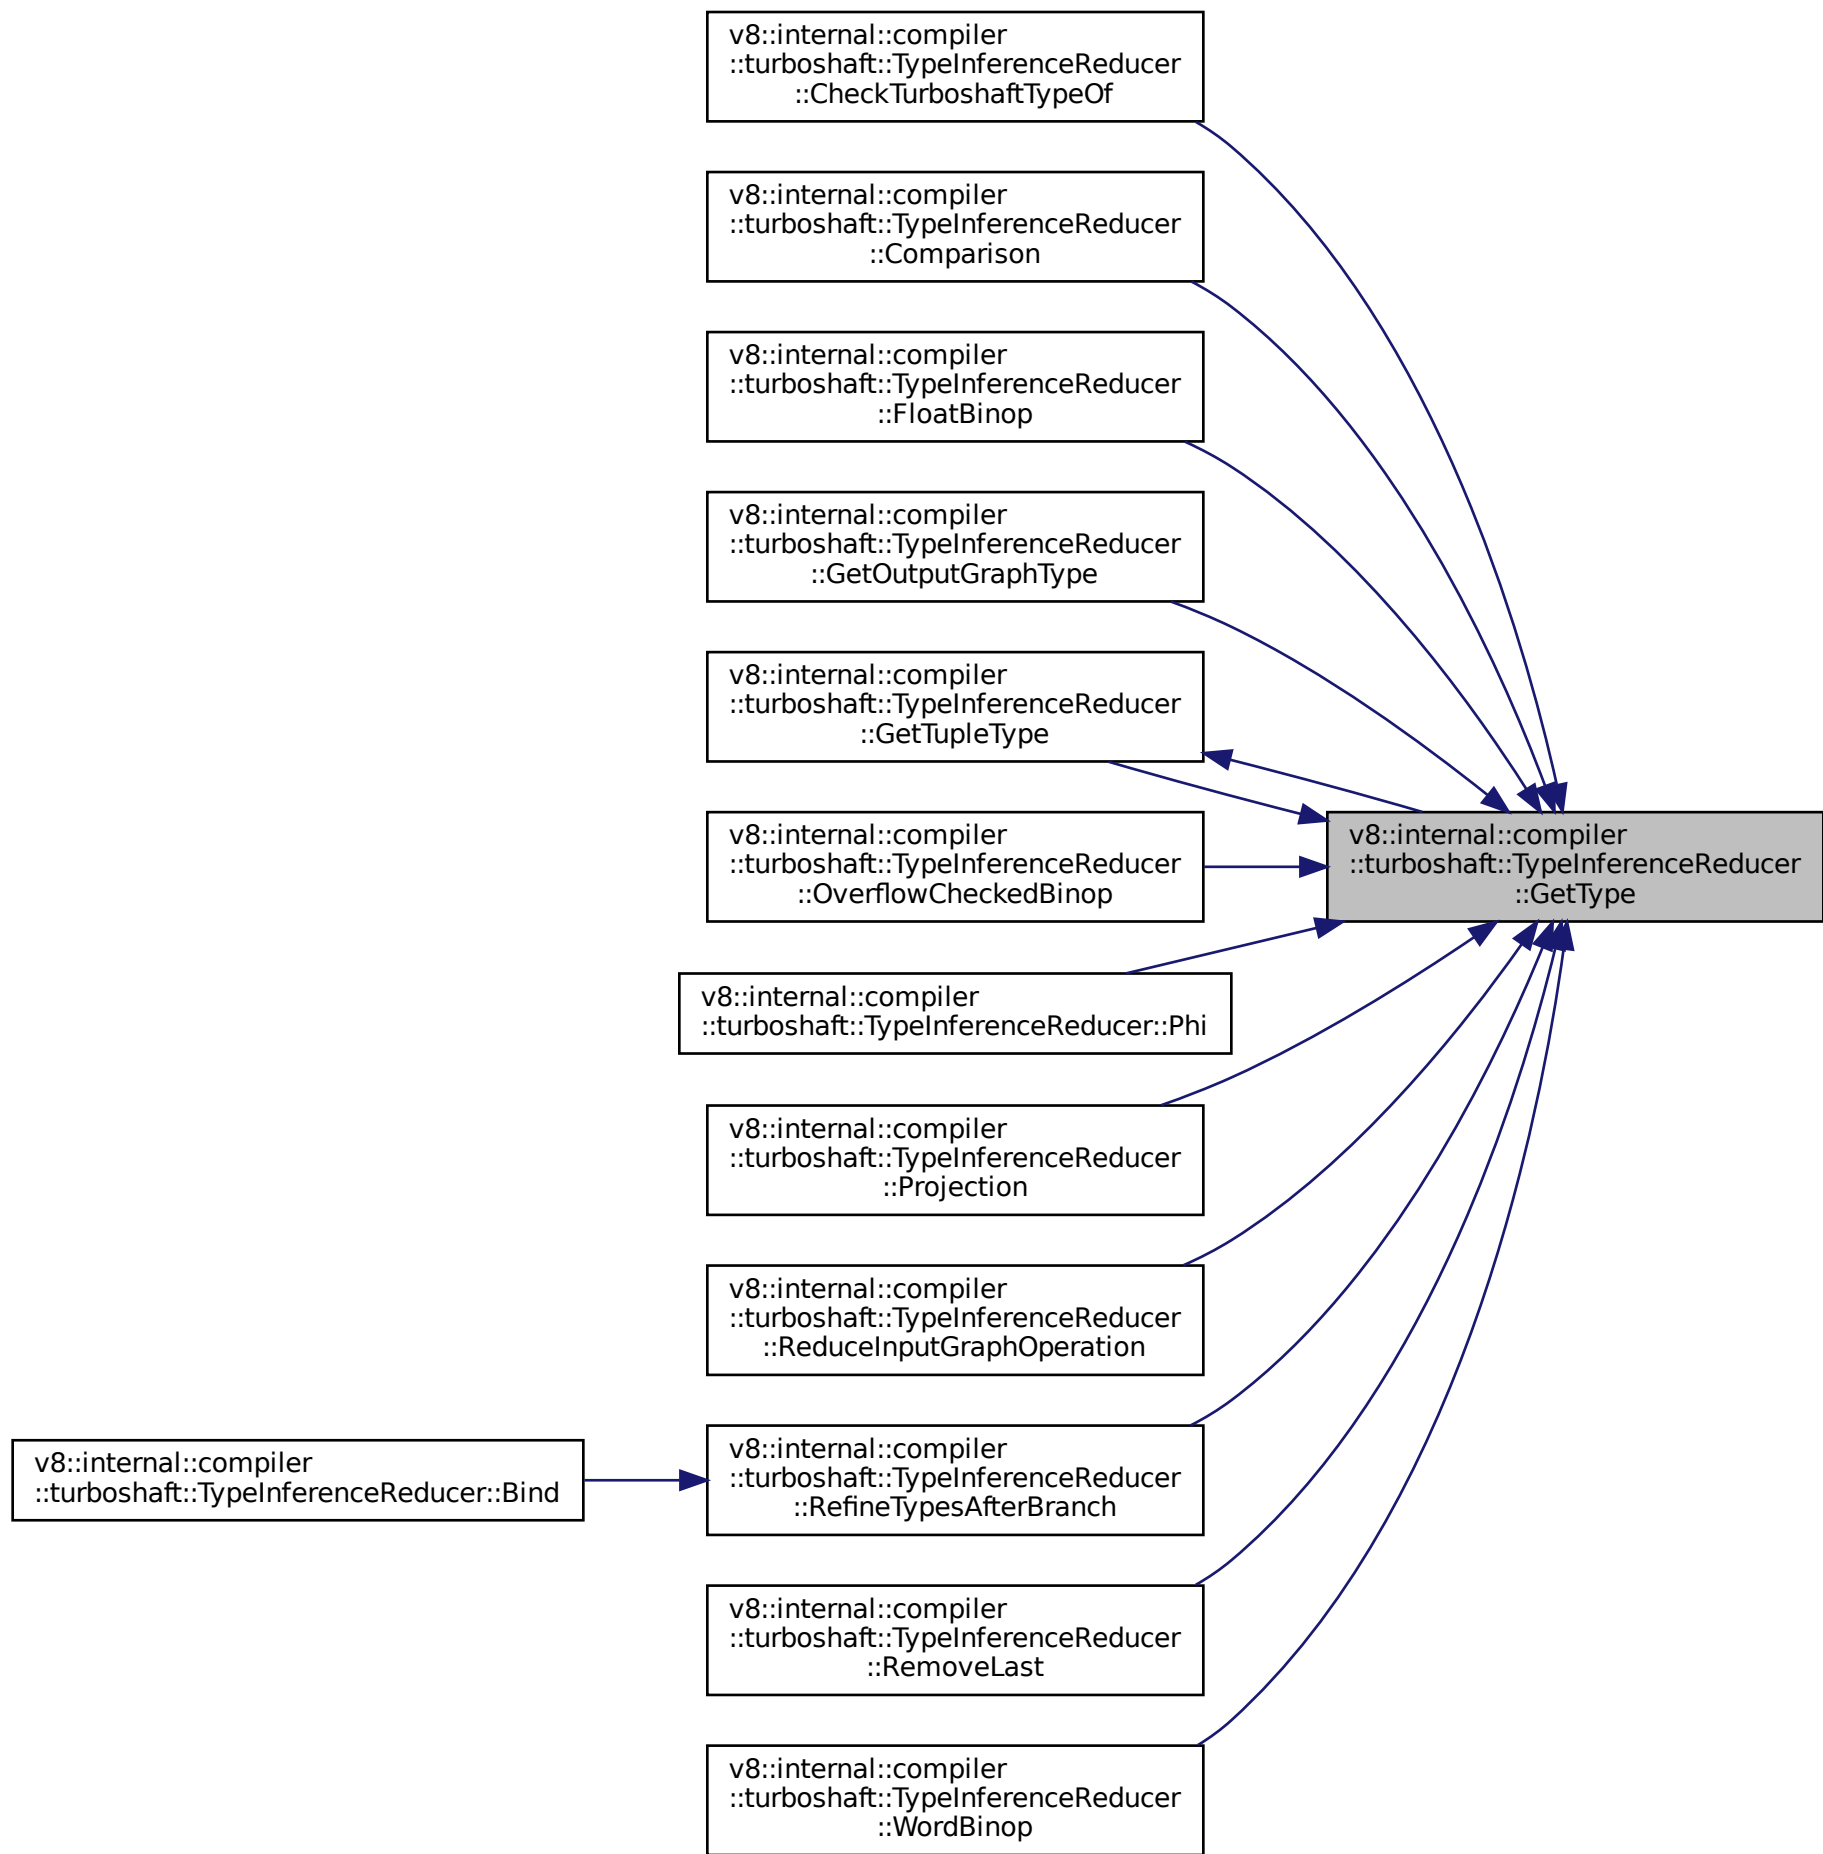 v8::internal::compiler
::turboshaft::TypeInferenceReducer
::CheckTurboshaftTypeOf
v8::internal::compiler
::turboshaft::TypeInferenceReducer
::Comparison
v8::internal::compiler
::turboshaft::TypeInferenceReducer
::FloatBinop
v8::internal::compiler
::turboshaft::TypeInferenceReducer
::GetOutputGraphType
v8::internal::compiler
::turboshaft::TypeInferenceReducer
::GetTupleType
v8::internal::compiler
::turboshaft::TypeInferenceReducer
::OverflowCheckedBinop
v8::internal::compiler
::turboshaft::TypeInferenceReducer
::GetType
v8::internal::compiler
::turboshaft::TypeInferenceReducer::Phi
v8::internal::compiler
::turboshaft::TypeInferenceReducer
::Projection
v8::internal::compiler
::turboshaft::TypeInferenceReducer
::ReduceInputGraphOperation
v8::internal::compiler
::turboshaft::TypeInferenceReducer::Bind
v8::internal::compiler
::turboshaft::TypeInferenceReducer
::RefineTypesAfterBranch
v8::internal::compiler
::turboshaft::TypeInferenceReducer
::RemoveLast
v8::internal::compiler
::turboshaft::TypeInferenceReducer
::WordBinop